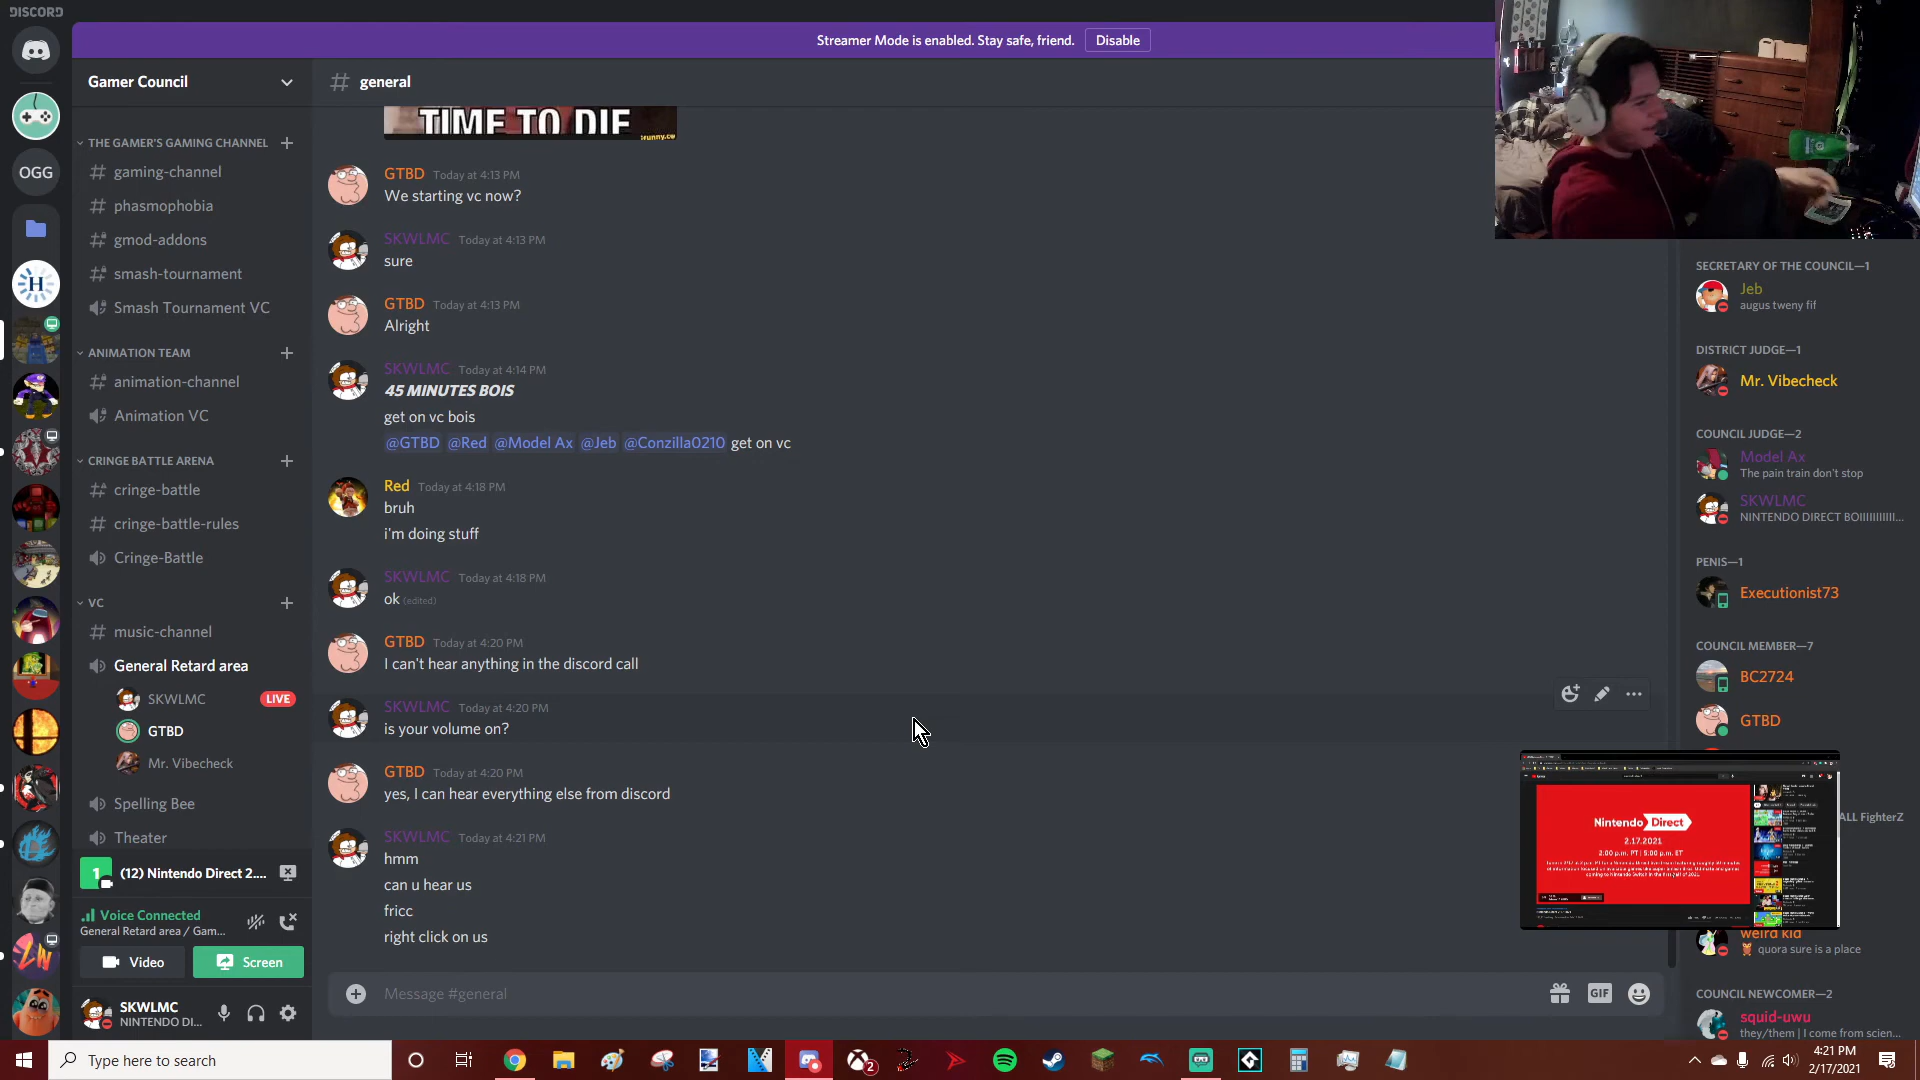 DISCORD
Streamer Mode is enabled. Stay safe, friend.
Disable
Gamer Council
# general
OGG
THE GAMER'S GAMING CHANNEL
gaming-channel
phasmophobia
gmod-addons
smash-tournament
Smash Tournament VC
ANIMATION TEAM
animation-channel
Animation VC
CRINGE BATTLE ARENA
cringe-battle
cringe-battle-rules
Cringe-Battle
VC
music-channel
General Retard area
SKWLMC LIVE
GTBD
Mr. Vibecheck
Spelling Bee
Theater
1 (12) Nintendo Direct 2....
Voice Connected
General Retard area / Gam...
Video
Screen
SKWLMC
NINTENDO DI...
TIME TO DIE
GTBD Today at 4:13 PM
We starting vc now?
SKWLMC Today at 4:13 PM
sure
GTBD Today at 4:13 PM
Alright
SKWLMC Today at 4:14 PM
45 MINUTES BOIS
get on vc bois
@GTBD @Red @Model Ax @Jeb @Conzilla0210 get on vc
Red Today at 4:18 PM
bruh
i'm doing stuff
SKWLMC Today at 4:18 PM
ok (edited)
GTBD Today at 4:20 PM
I can't hear anything in the discord call
SKWLMC Today at 4:20 PM
is your volume on?
GTBD Today at 4:20 PM
yes, I can hear everything else from discord
SKWLMC Today at 4:21 PM
hmm
can u hear us
fricc
right click on us
Message #general
GIF
SECRETARY OF THE COUNCIL—1
Jeb
augus tweny fif
DISTRICT JUDGE—1
Mr. Vibecheck
COUNCIL JUDGE—2
Model Ax
The pain train don't stop
SKWLMC
NINTENDO DIRECT BOIIIIIIIIII...
PENIS—1
Executionist73
COUNCIL MEMBER—7
BC2724
GTBD
Nintendo Direct
2.17.2021
2:00 p.m. PT | 5:00 p.m. ET
ALL FighterZ
weird kid
quora sure is a place
COUNCIL NEWCOMER—2
squid-uwu
they/them | I come from scien...
Type here to search
2
4:21 PM
2/17/2021